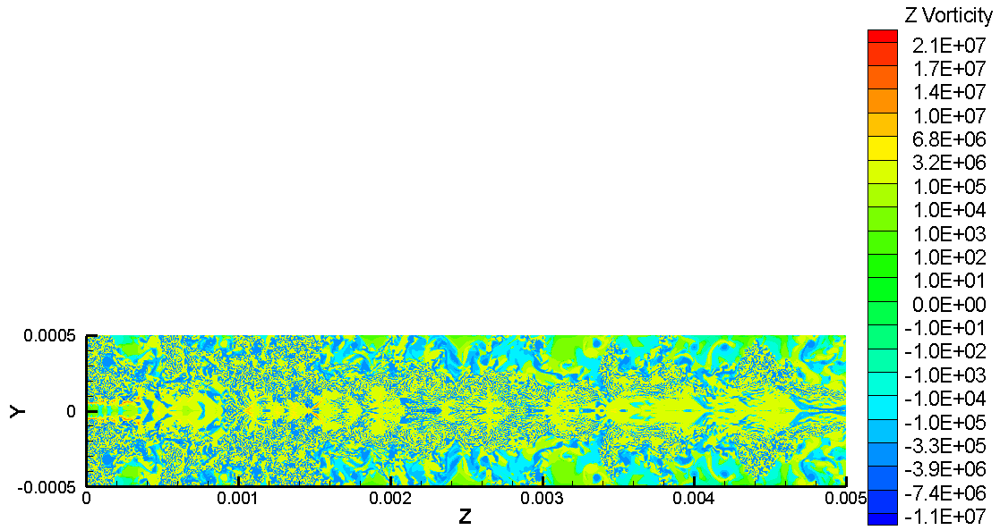 Z Vorticity
2.1E+07
1.7E+07
1.4E+07
1.0E+07
6.8E+06
3.2E+06
1.0E+05
1.0E+04
1.0E+03
1.0E+02
1.0E+01
0.0E+00
-1.0E+01
-1.0E+02
-1.0E+03
-1.0E+04
-1.0E+05
-3.3E+05
-3.9E+06
-7.4E+06
-1.1E+07
0.0005
Y
0
-0.0005
0 0.001 0.002 0.003 0.004 0.005
Z